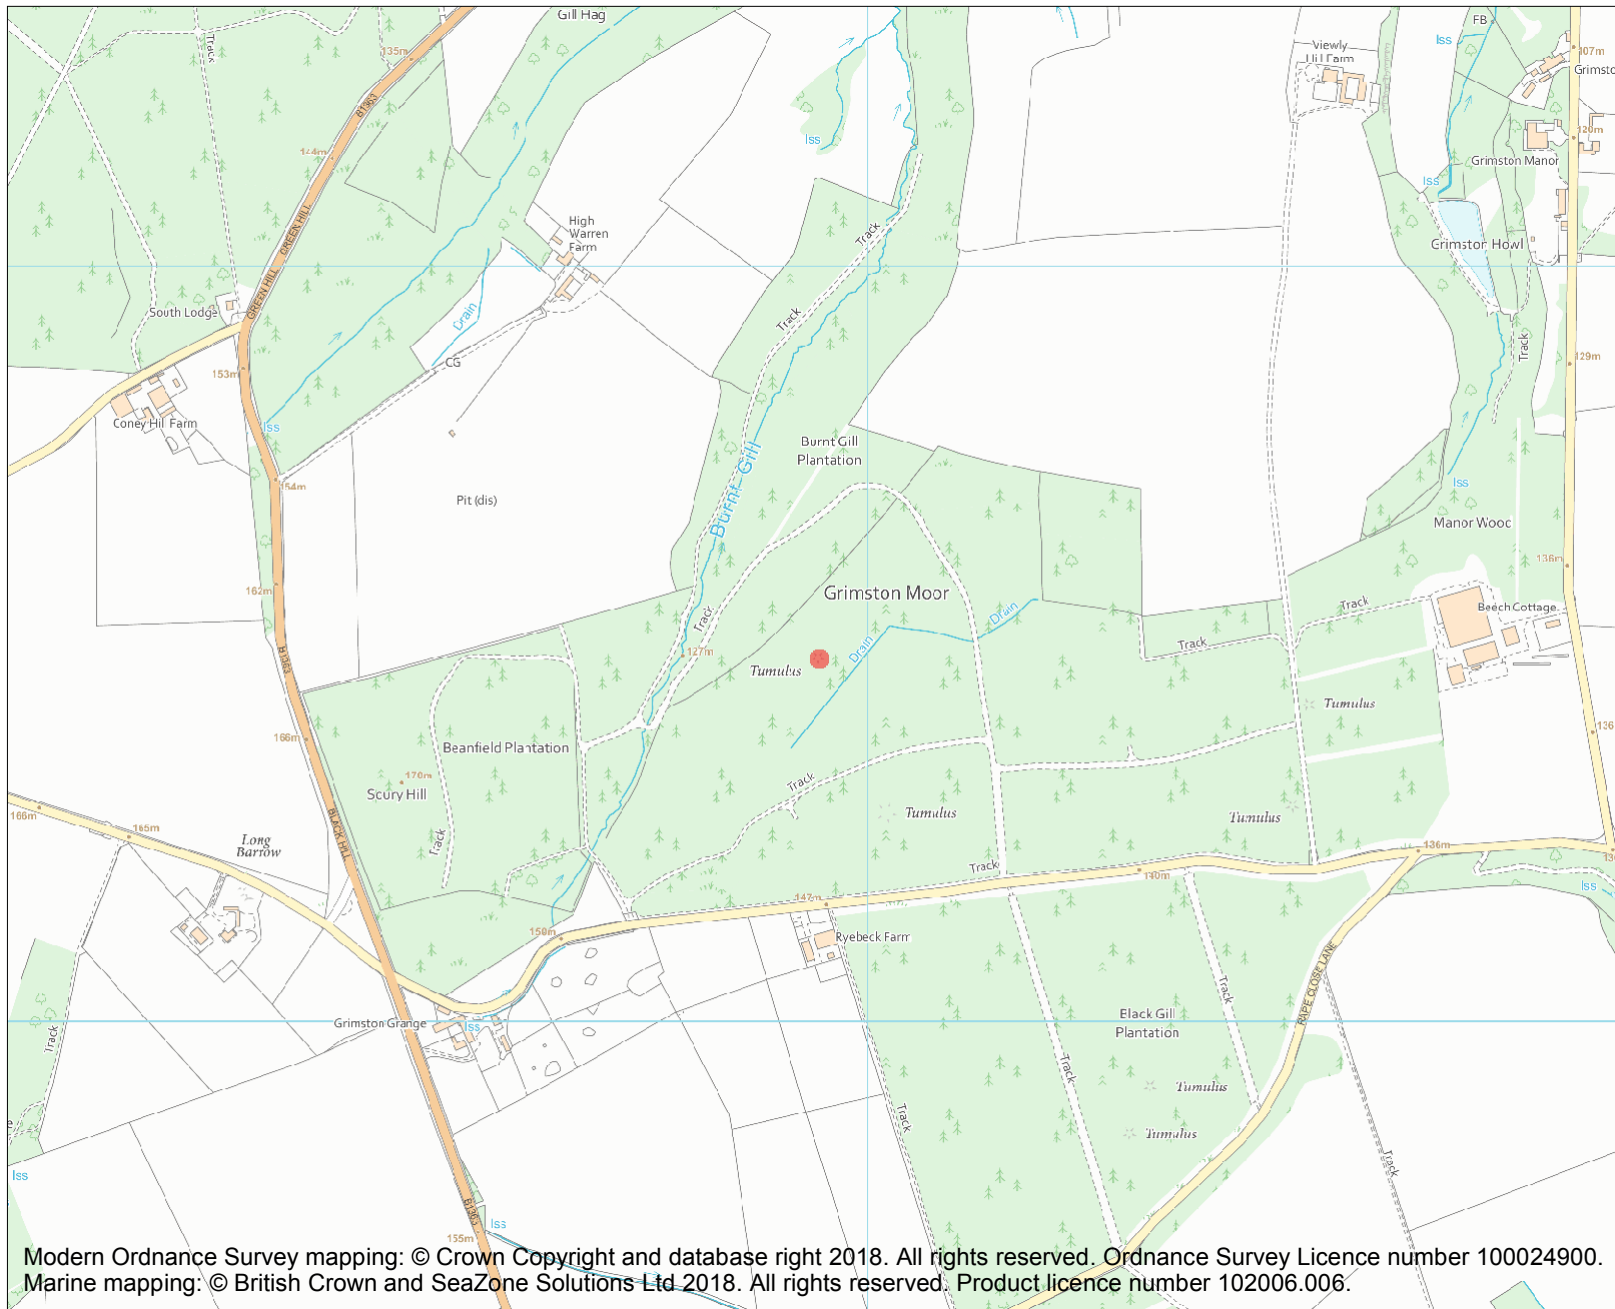 Gill Hag
FB
Track
135m
Iss
Viewly
Hill Farm
107m
B1363
Iss
120m
144m
Grimston Manor
Iss
High
Warren
Farm
GREEN HILL
Track
Grimston Howl
GREEN HILL
South Lodge
Drain
Track
Track
129m
CG
153m
Coney Hill Farm
Iss
Burnt Gill
Plantation
154m
Iss
Pit (dis)
Burnt Gill
Manor Wood
136m
162m
Grimston Moor
Track
Beech Cottage
Drain
Track
Track
B1363
127m
Drain
Tumulus
Tumulus
166m
Beanfield Plantation
136
170m
Track
Scury Hill
166m
Tumulus
Tumulus
165m
BLACK HILL
Long
Barrow
Track
136m
Track
140m
Iss
147m
150m
Ryebeck Farm
Track
RAPE CLOSE LANE
Black Gill
Plantation
Grimston Grange
Iss
Track
Track
Tumulus
Track
Tumulus
Track
Iss
B1363
Iss
155m
Modern Ordnance Survey mapping: © Crown Copyright and database right 2018. All rights reserved. Ordnance Survey Licence number 100024900.
Marine mapping: © British Crown and SeaZone Solutions Ltd 2018. All rights reserved. Product licence number 102006.006.